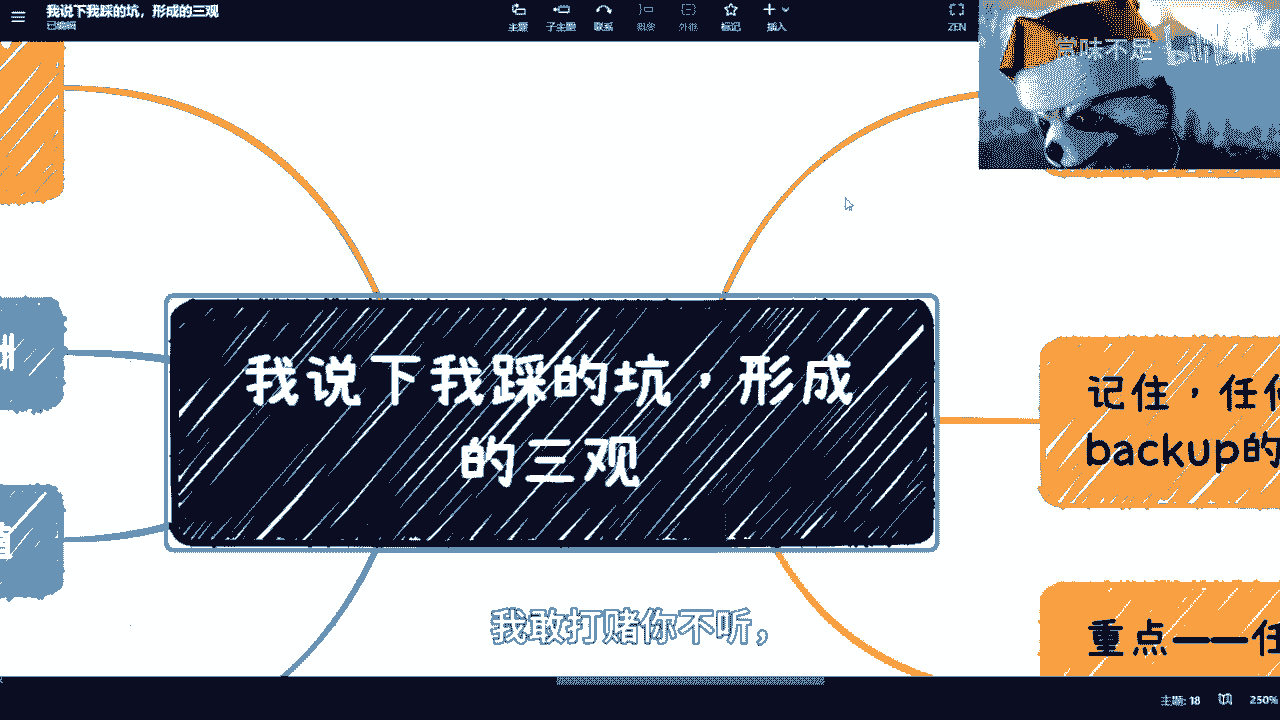 我说下我踩的坑，形成的三观
已编辑
主题
子主题
联系
概要
外框
标记
插入
ZEN
赏味不足
bilibili
我说下我踩的坑，形成
的三观
记住，任
backup的
重点——任
我敢打赌你不听，
主题: 18
250%